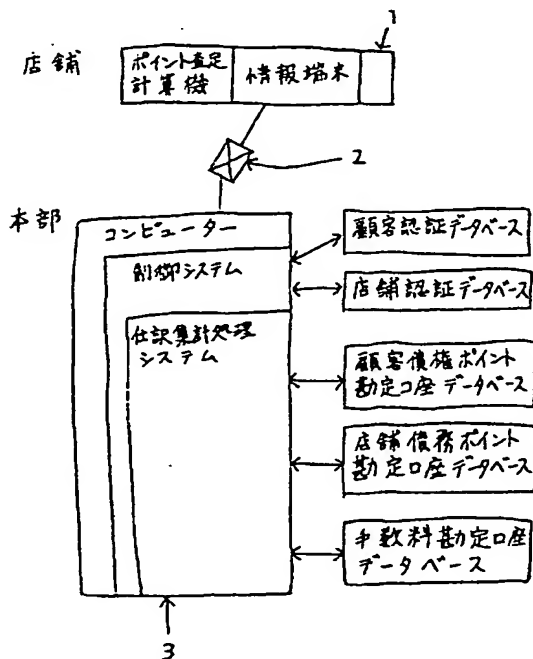 1
店舗
ポイント査定
計算機
情報端末
2
本部
コンピューター
制御システム
仕訳集計処理
システム
顧客認証データベース
店舗認証データベース
顧客債権ポイント
勘定口座データベース
店舗債務ポイント
勘定口座データベース
手数料勘定口座
データベース
3